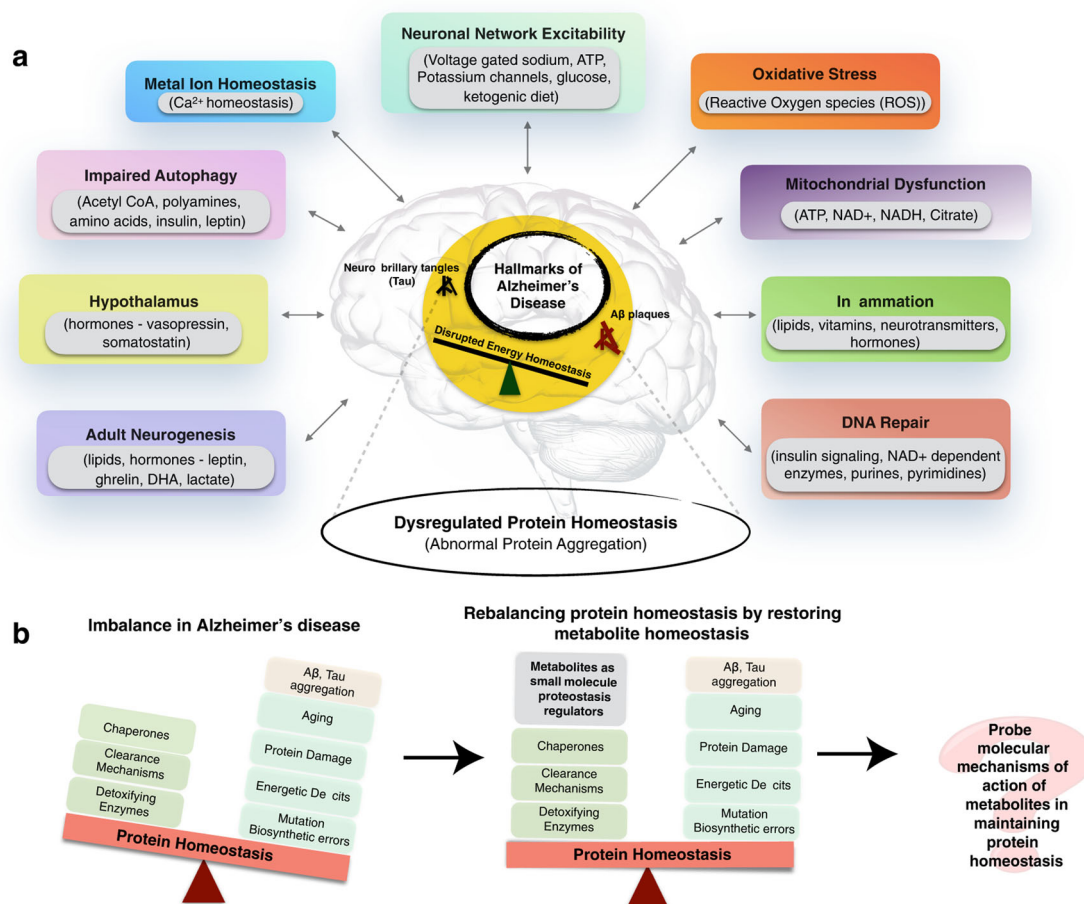 a
Neuronal Network Excitability
(Voltage gated sodium, ATP,
Potassium channels, glucose,
ketogenic diet)
Metal Ion Homeostasis
(Ca²⁺ homeostasis)
Oxidative Stress
(Reactive Oxygen species (ROS))
Impaired Autophagy
(Acetyl CoA, polyamines,
amino acids, insulin, leptin)
Mitochondrial Dysfunction
(ATP, NAD+, NADH, Citrate)
Hypothalamus
(hormones - vasopressin,
somatostatin)
In ammation
(lipids, vitamins, neurotransmitters,
hormones)
Adult Neurogenesis
(lipids, hormones - leptin,
ghrelin, DHA, lactate)
DNA Repair
(insulin signaling, NAD+ dependent
enzymes, purines, pyrimidines)
Neuro brillary tangles
(Tau)
Hallmarks of
Alzheimer's
Disease
Aβ plaques
Disrupted Energy Homeostasis
Dysregulated Protein Homeostasis
(Abnormal Protein Aggregation)
b
Imbalance in Alzheimer's disease
Chaperones
Clearance
Mechanisms
Detoxifying
Enzymes
Aβ, Tau
aggregation
Aging
Protein Damage
Energetic De cits
Mutation
Biosynthetic errors
Protein Homeostasis
Rebalancing protein homeostasis by restoring
metabolite homeostasis
Metabolites as
small molecule
proteostasis
regulators
Chaperones
Clearance
Mechanisms
Detoxifying
Enzymes
Aβ, Tau
aggregation
Aging
Protein Damage
Energetic De cits
Mutation
Biosynthetic errors
Protein Homeostasis
Probe
molecular
mechanisms of
action of
metabolites in
maintaining
protein
homeostasis